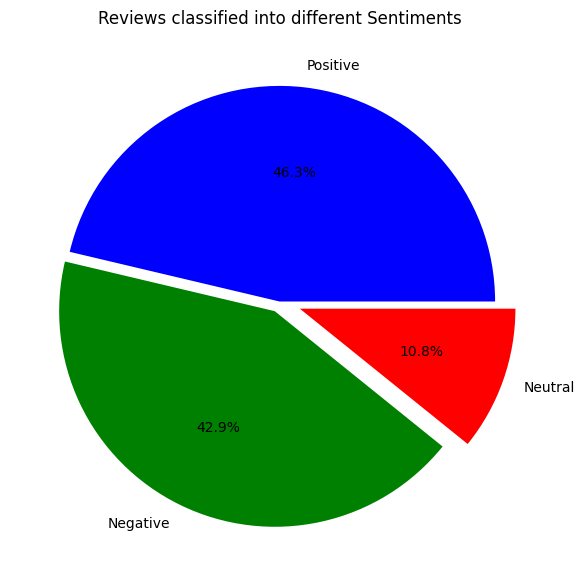 Reviews classified into different Sentiments
Positive
46.3%
10.8%
Neutral
42.9%
Negative